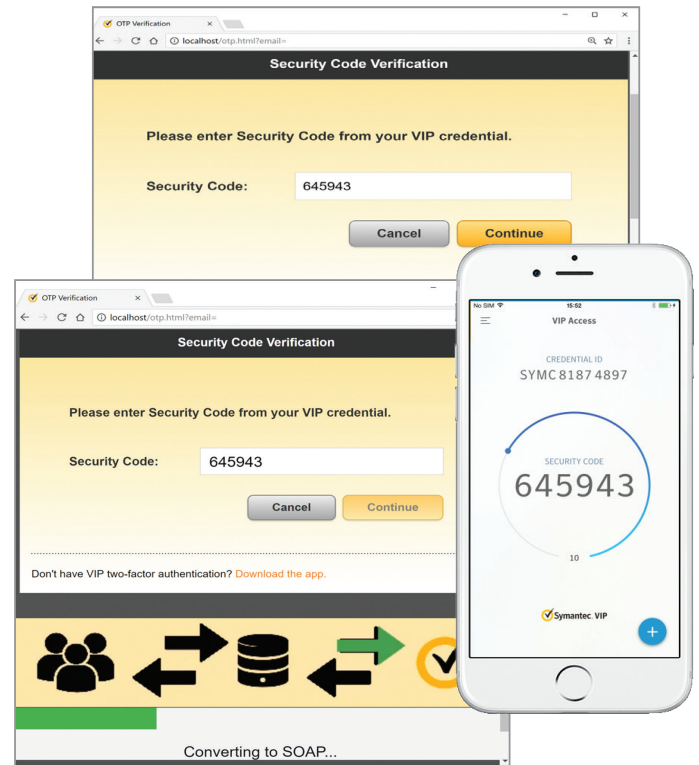 OTP Verification
localhost/otp.html?email=
Security Code Verification
Please enter Security Code from your VIP credential.
Security Code:
645943
Cancel
Continue
OTP Verification
localhost/otp.html?email=
Security Code Verification
Please enter Security Code from your VIP credential.
Security Code:
645943
Cancel
Continue
Don't have VIP two-factor authentication? Download the app.
Converting to SOAP...
No SIM
15:52
VIP Access
CREDENTIAL ID
SYMC 8187 4897
SECURITY CODE
645943
10
Symantec VIP